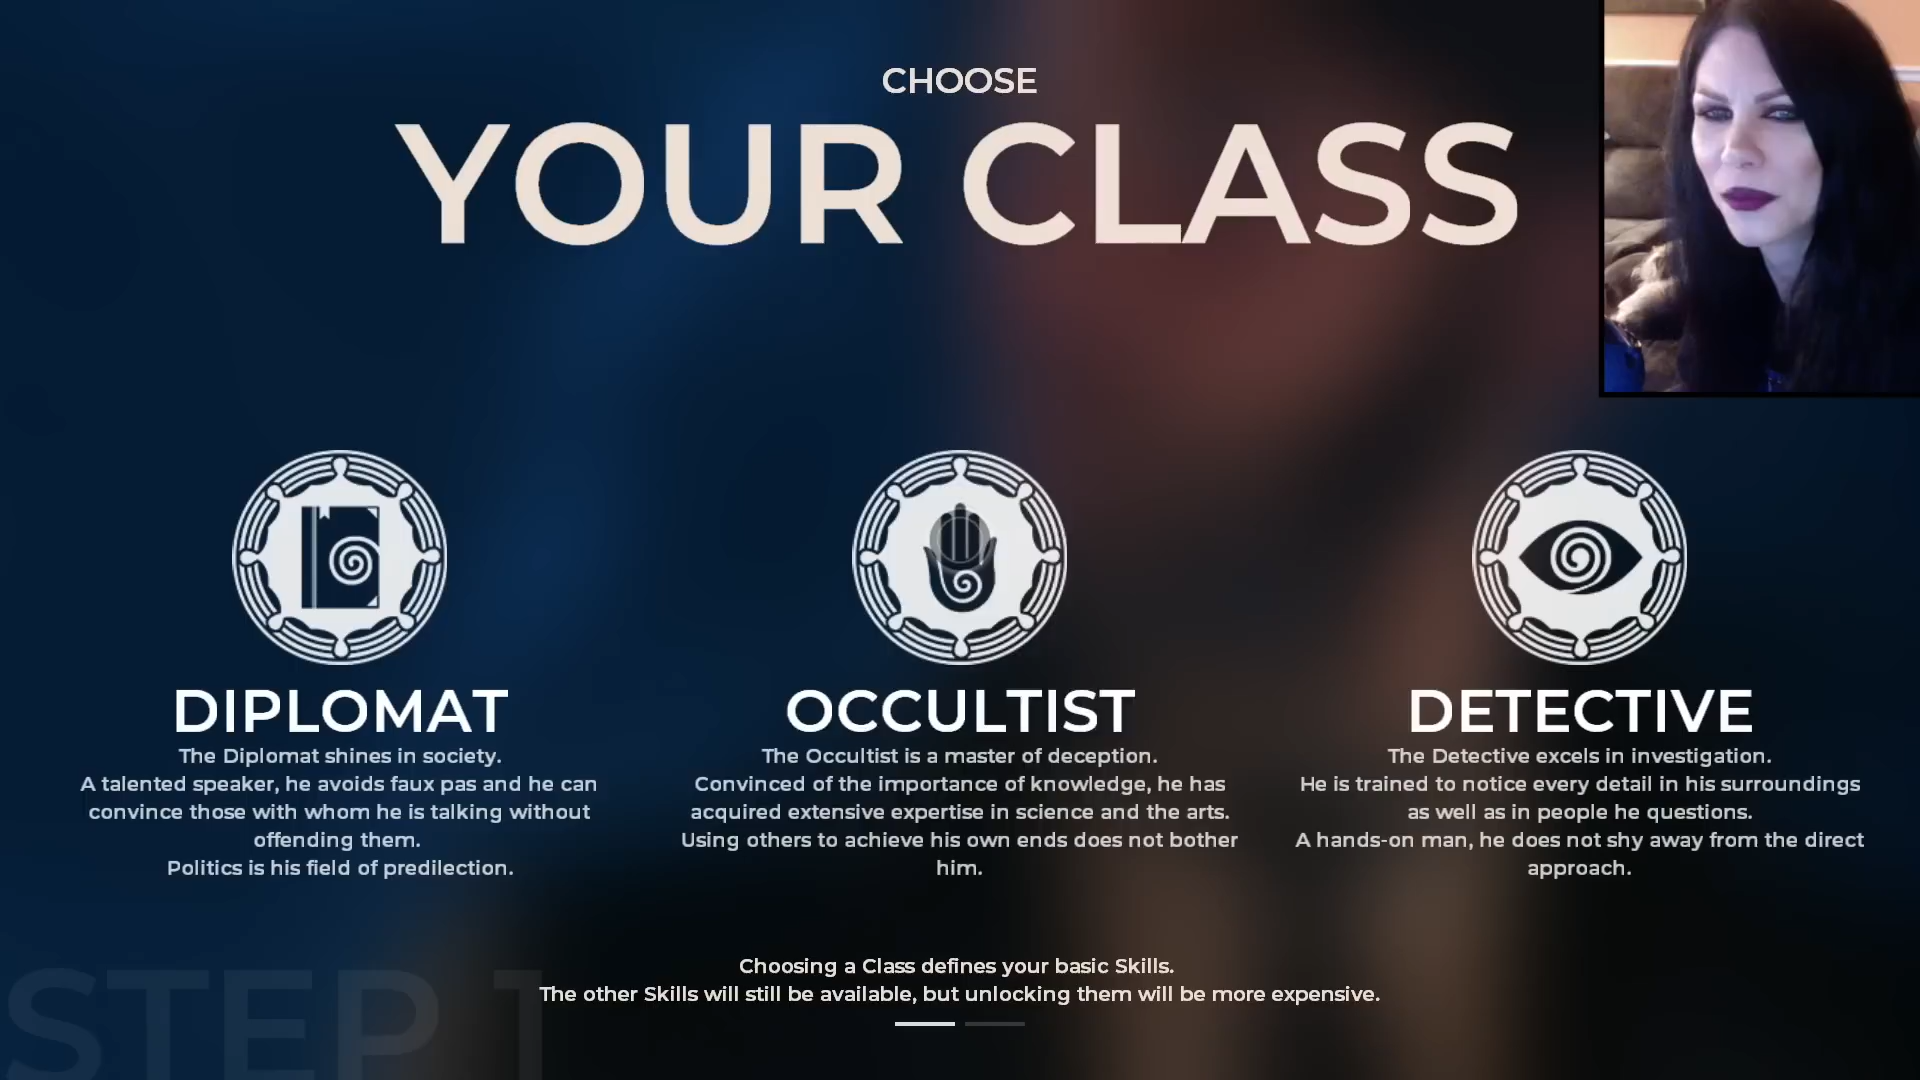 CHOOSE
YOUR CLASS
DIPLOMAT
The Diplomat shines in society.
A talented speaker, he avoids faux pas and he can
convince those with whom he is talking without
offending them.
Politics is his field of predilection.
OCCULTIST
The Occultist is a master of deception.
Convinced of the importance of knowledge, he has
acquired extensive expertise in science and the arts.
Using others to achieve his own ends does not bother
him.
DETECTIVE
The Detective excels in investigation.
He is trained to notice every detail in his surroundings
as well as in people he questions.
A hands-on man, he does not shy away from the direct
approach.
Choosing a Class defines your basic Skills.
The other Skills will still be available, but unlocking them will be more expensive.
STEP 1